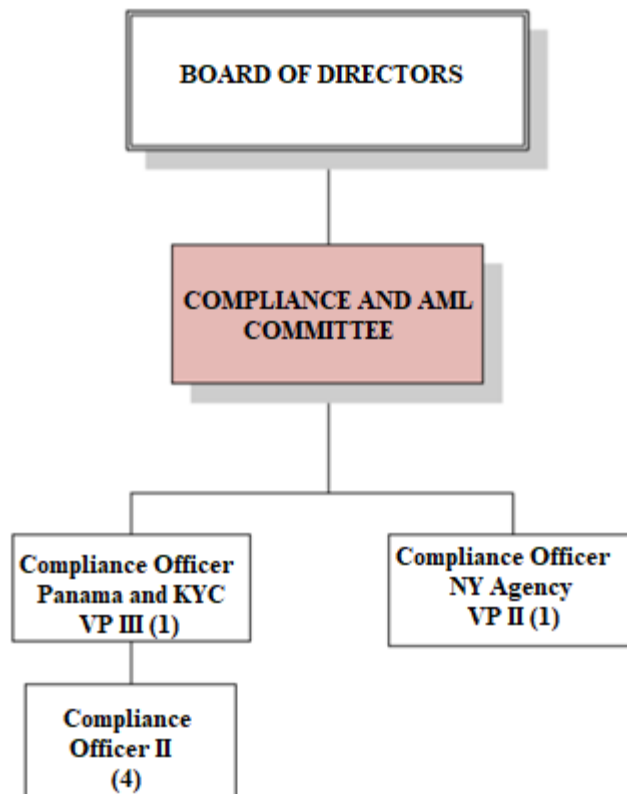 BOARD OF DIRECTORS
COMPLIANCE AND AML
COMMITTEE
Compliance Officer
Panama and KYC
VP III (1)
Compliance Officer
NY Agency
VP II (1)
Compliance
Officer II
(4)